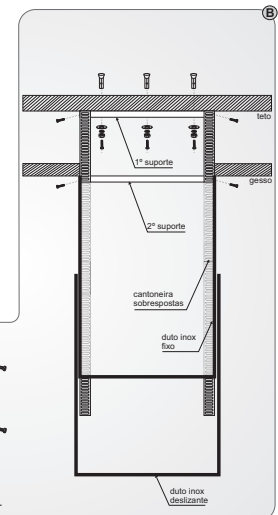 B
teto
1º suporte
gesso
2º suporte
cantoneira
sobrespostas
duto inox
fixo
duto inox
deslizante